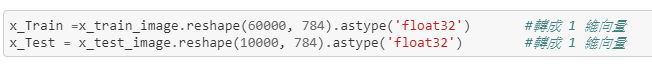 x_Train =x_train_image.reshape(60000, 784).astype('float32') #轉成 1 維向量
x_Test = x_test_image.reshape(10000, 784).astype('float32') #轉成 1 維向量